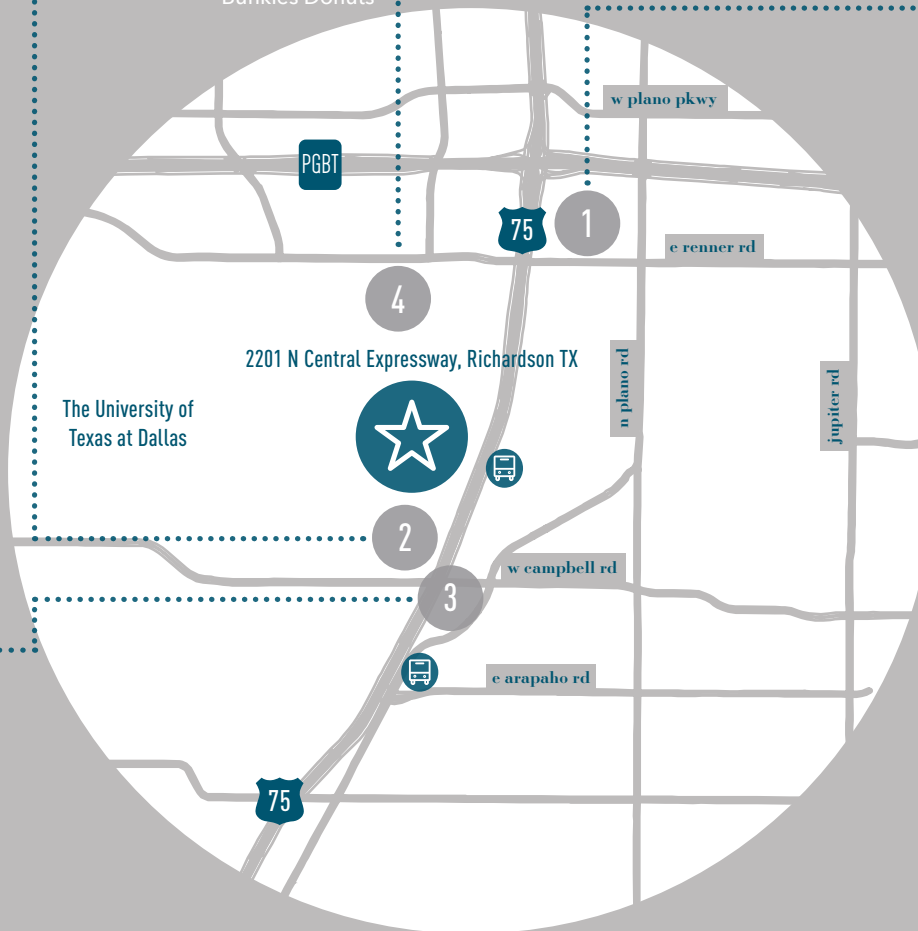 w plano pkwy
PGBT
75
1
e renner rd
4
2201 N Central Expressway, Richardson TX
n plano rd
jupiter rd
The University of
Texas at Dallas
2
w campbell rd
3
e arapaho rd
75